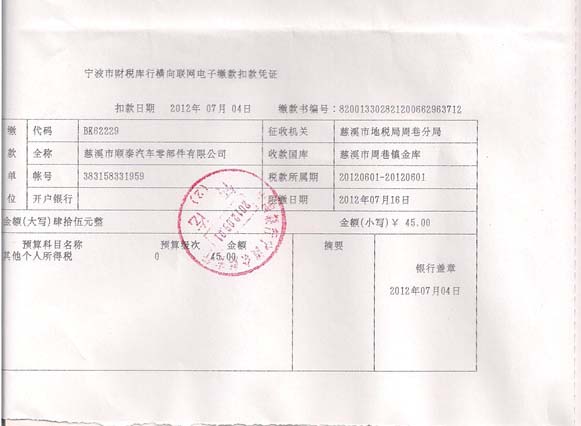 宁波市财税库行横向联网电子缴款扣款凭证
扣款日期 2012年 07月 04日 缴款书编号:820013302821200662963712
缴 代码 BK62229 征收机关 慈溪市地税局周巷分局
款 全称 慈溪市顺泰汽车零部件有限公司 收款国库 慈溪市周巷镇金库
单 帐号 383158331959 税款所属期 20120601-20120601
位 开户银行 限缴日期 2012年07月16日
金额(大写)肆拾伍元整 金额(小写)¥ 45.00
预算科目名称 预算级次 金额 摘要
其他个人所得税 0 45.00
银行盖章
2012年07月04日